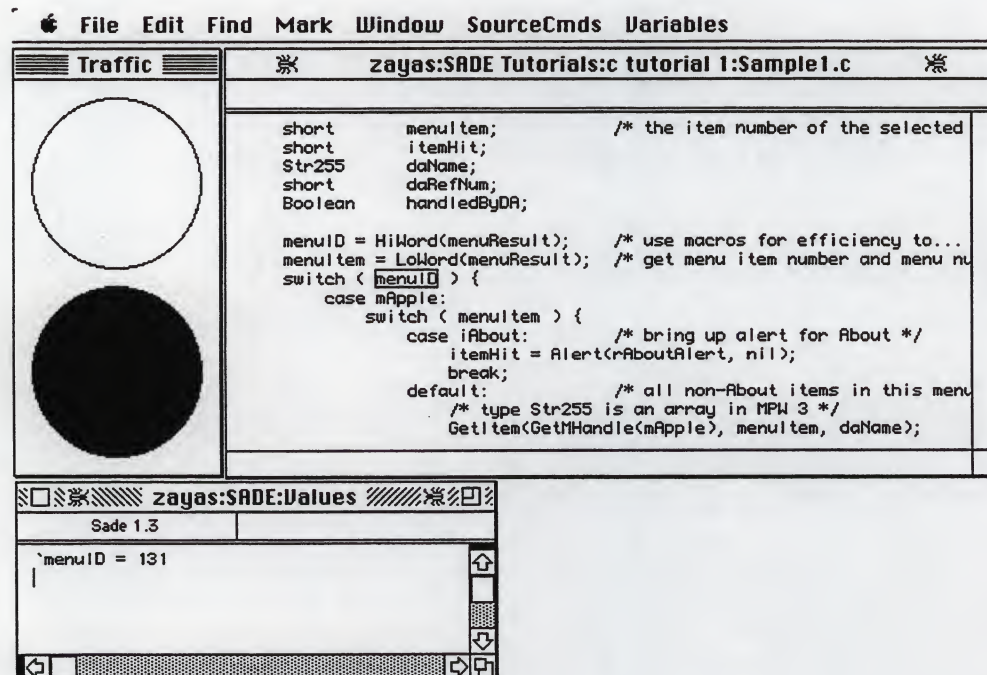 File Edit Find Mark Window SourceCmds Variables
Traffic
zayas:SADE Tutorials:c tutorial 1:Sample1.c
short menuItem; /* the item number of the selected
short itemHit;
Str255 daName;
short daRefNum;
Boolean handledByDA;
menuID = HiWord(menuResult); /* use macros for efficiency to...
menuItem = LoWord(menuResult); /* get menu item number and menu nu
switch ( menuID ) {
case mApple:
switch ( menuItem ) {
case iAbout: /* bring up alert for About */
itemHit = Alert(rAboutAlert, nil);
break;
default: /* all non-About items in this menu
/* type Str255 is an array in MPW 3 */
GetItem(GetMHandle(mApple), menuItem, daName);
zayas:SADE:Values
Sade 1.3
`menuID = 131